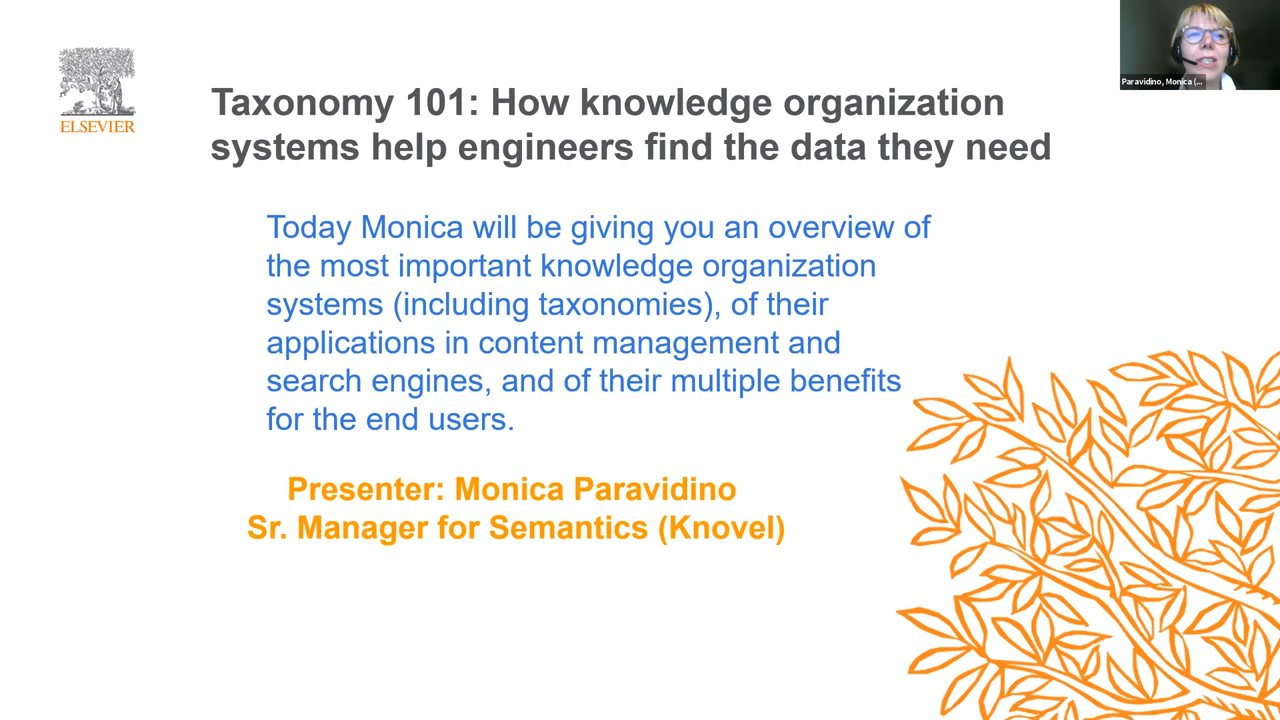 ELSEVIER
Taxonomy 101: How knowledge organization
systems help engineers find the data they need
Today Monica will be giving you an overview of
the most important knowledge organization
systems (including taxonomies), of their
applications in content management and
search engines, and of their multiple benefits
for the end users.
Presenter: Monica Paravidino
Sr. Manager for Semantics (Knovel)
Paravidino, Monica (...